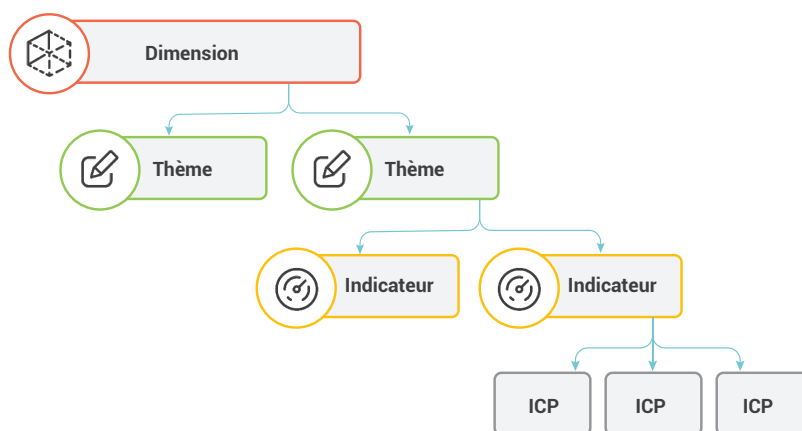 Dimension
Thème
Thème
Indicateur
Indicateur
ICP
ICP
ICP